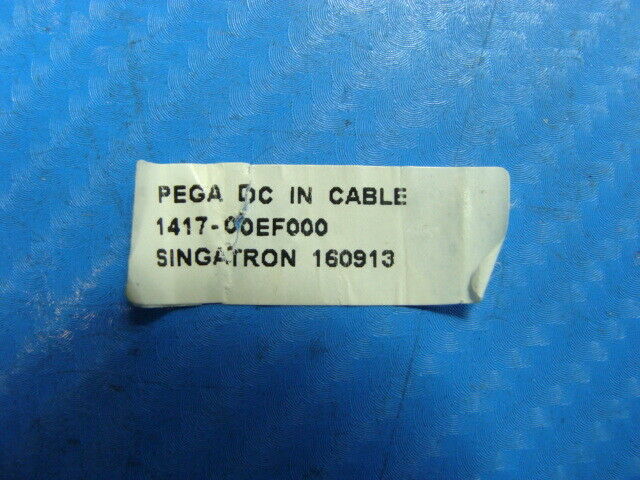 PEGA DC IN CABLE
1417-00EF000
SINGATRON 160913